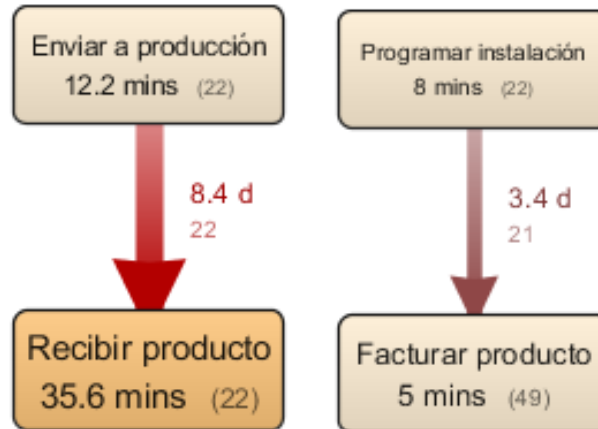 Enviar a producción
12.2 mins (22)
8.4 d
22
Recibir producto
35.6 mins (22)
Programar instalación
8 mins (22)
3.4 d
21
Facturar producto
5 mins (49)